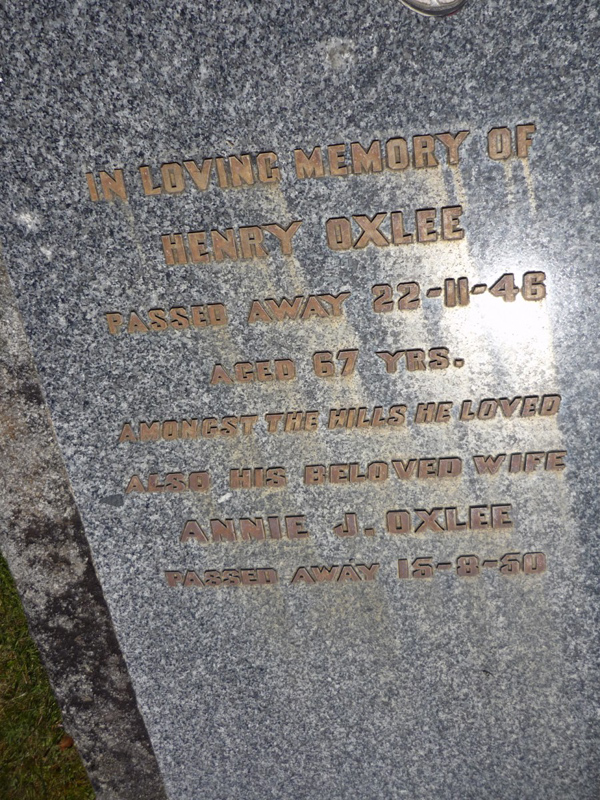 IN LOVING MEMORY OF
HENRY OXLEE
PASSED AWAY 22-11-46
AGED 67 YRS.
AMONGST THE HILLS HE LOVED
ALSO HIS BELOVED WIFE
ANNIE J. OXLEE
PASSED AWAY 15-8-50